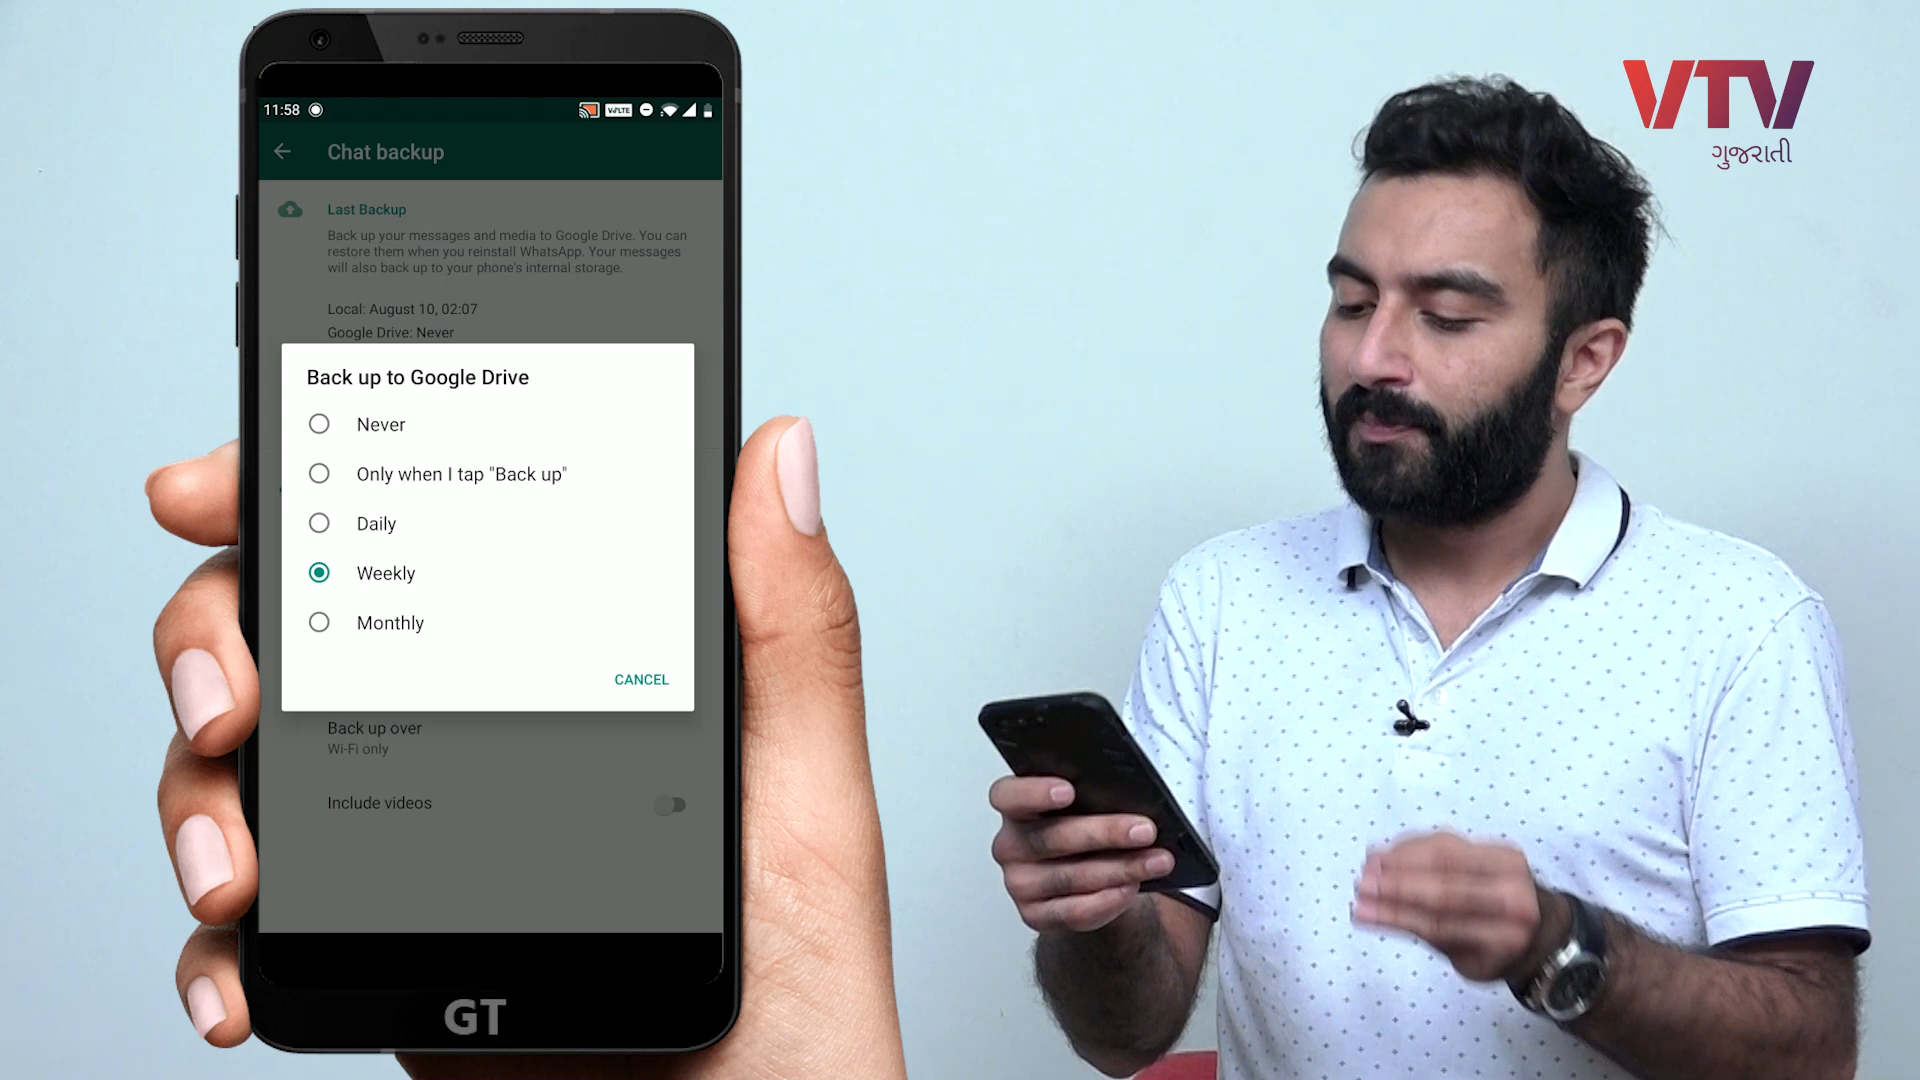 11:58
VoLTE
Chat backup
Last Backup
Back up your messages and media to Google Drive. You can
restore them when you reinstall WhatsApp. Your messages
will also back up to your phone's internal storage.
Local: August 10, 02:07
Google Drive: Never
Back up to Google Drive
Never
Only when I tap "Back up"
Daily
Weekly
Monthly
CANCEL
Back up over
Wi-Fi only
Include videos
GT
VTV
ગુજરાતી